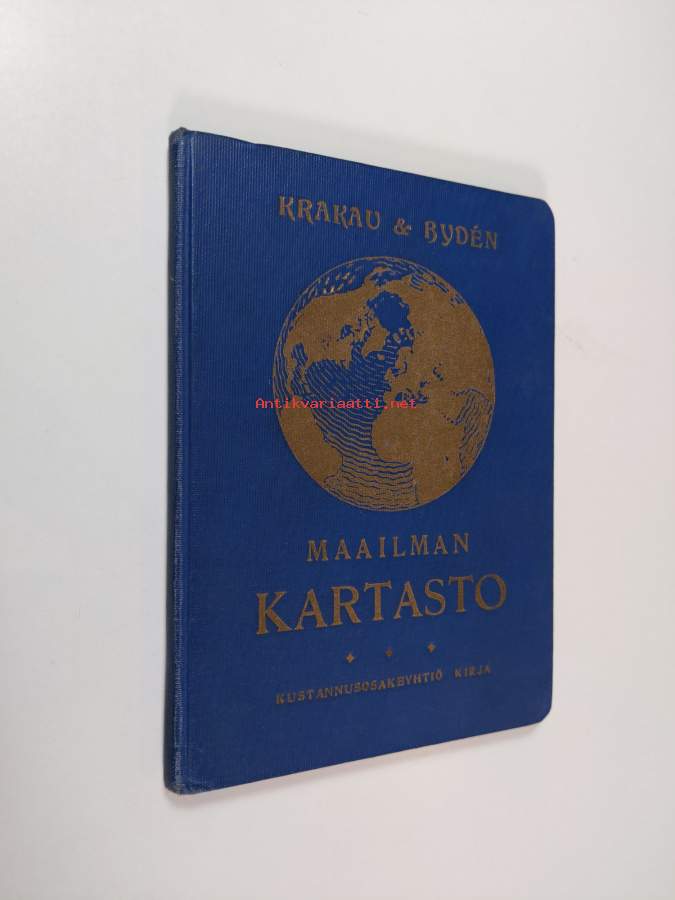 KRAKAU & BYDÉN
Antikvariaatti.net
MAAILMAN
KARTASTO
KUSTANNUSOSAKEYHTIÖ KIRJA